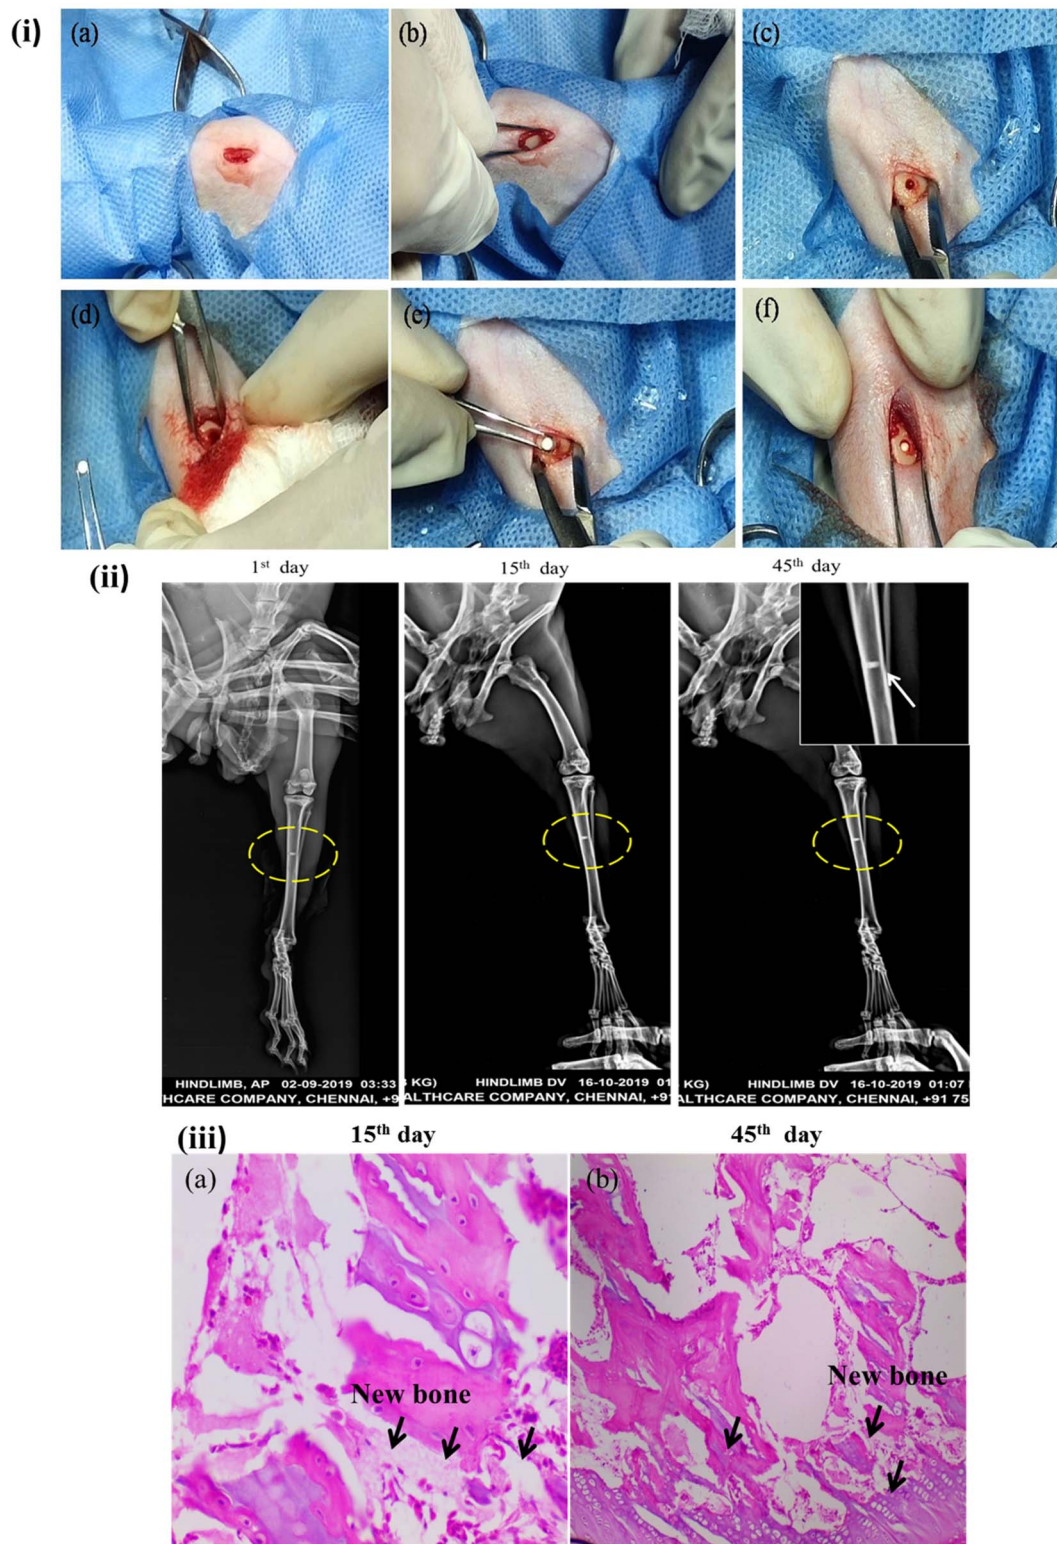 (i)
(a)
(b)
(c)
(d)
(e)
(f)
(ii)
1st day
15th day
45th day
HINDLIMB, AP 02-09-2019 03:33
HCARE COMPANY, CHENNAI, +9
KG) HINDLIMB DV 16-10-2019 01
ALTHCARE COMPANY, CHENNAI, +91
KG) HINDLIMB DV 16-10-2019 01:07
ALTHCARE COMPANY, CHENNAI, +91 75
(iii)
15th day
45th day
(a)
(b)
New bone
New bone